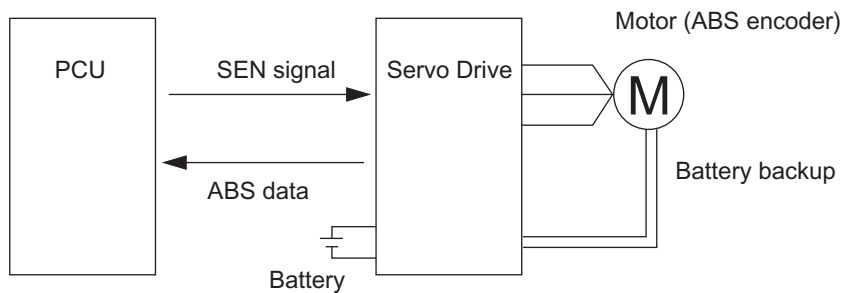 Motor (ABS encoder)
PCU
SEN signal
Servo Drive
M
ABS data
Battery backup
Battery